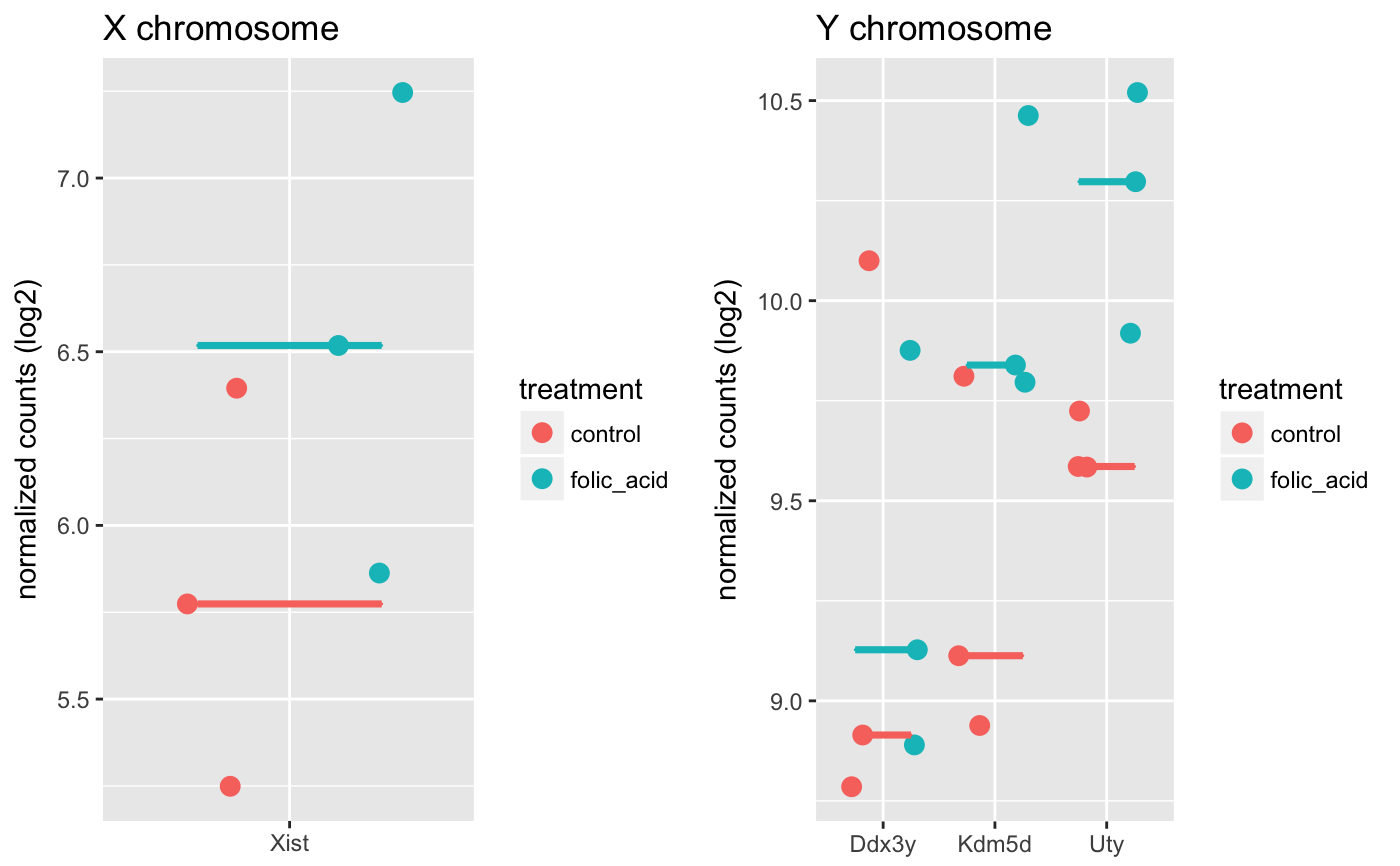 X chromosome
normalized counts (log2)
7.0
6.5
6.0
5.5
Xist
treatment
control
folic_acid
Y chromosome
normalized counts (log2)
10.5
10.0
9.5
9.0
Ddx3y Kdm5d Uty
treatment
control
folic_acid